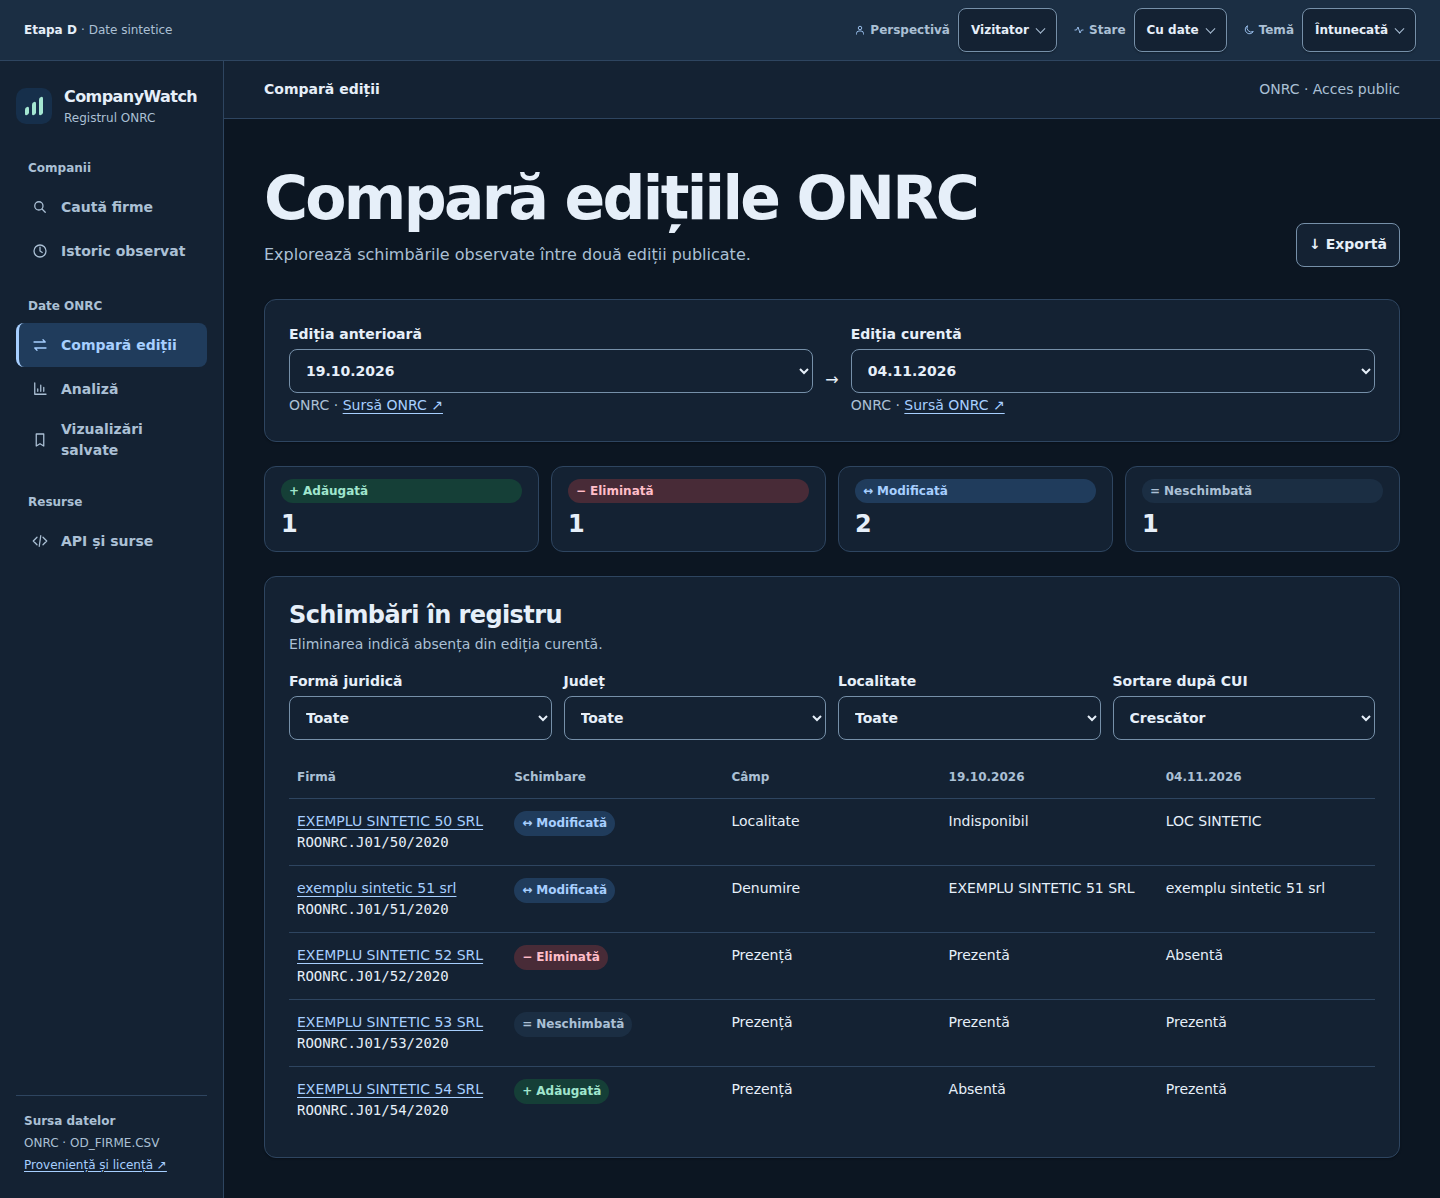 Etapa D · Date sintetice
Perspectivă Vizitator Stare Cu date Temă Întunecată
CompanyWatch
Registrul ONRC
Companii
Caută firme
Istoric observat
Date ONRC
Compară ediții
Analiză
Vizualizări
salvate
Resurse
API și surse
Sursa datelor
ONRC · OD_FIRME.CSV
Proveniență și licență ↗
Compară ediții
ONRC · Acces public
Compară edițiile ONRC
Explorează schimbările observate între două ediții publicate.
↓ Exportă
Ediția anterioară
19.10.2026
ONRC · Sursă ONRC ↗
→
Ediția curentă
04.11.2026
ONRC · Sursă ONRC ↗
+ Adăugată
1
− Eliminată
1
↔ Modificată
2
= Neschimbată
1
Schimbări în registru
Eliminarea indică absența din ediția curentă.
Formă juridică Județ Localitate Sortare după CUI
Toate Toate Toate Crescător
Firmă Schimbare Câmp 19.10.2026 04.11.2026
EXEMPLU SINTETIC 50 SRL ↔ Modificată Localitate Indisponibil LOC SINTETIC
ROONRC.J01/50/2020
exemplu sintetic 51 srl ↔ Modificată Denumire EXEMPLU SINTETIC 51 SRL exemplu sintetic 51 srl
ROONRC.J01/51/2020
EXEMPLU SINTETIC 52 SRL − Eliminată Prezență Prezentă Absentă
ROONRC.J01/52/2020
EXEMPLU SINTETIC 53 SRL = Neschimbată Prezență Prezentă Prezentă
ROONRC.J01/53/2020
EXEMPLU SINTETIC 54 SRL + Adăugată Prezență Absentă Prezentă
ROONRC.J01/54/2020